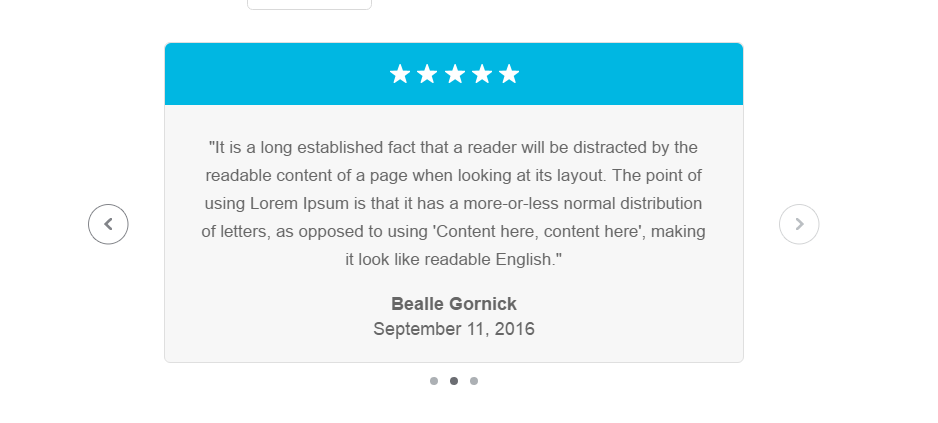 "It is a long established fact that a reader will be distracted by the
readable content of a page when looking at its layout. The point of
using Lorem Ipsum is that it has a more-or-less normal distribution
of letters, as opposed to using 'Content here, content here', making
it look like readable English."
Bealle Gornick
September 11, 2016